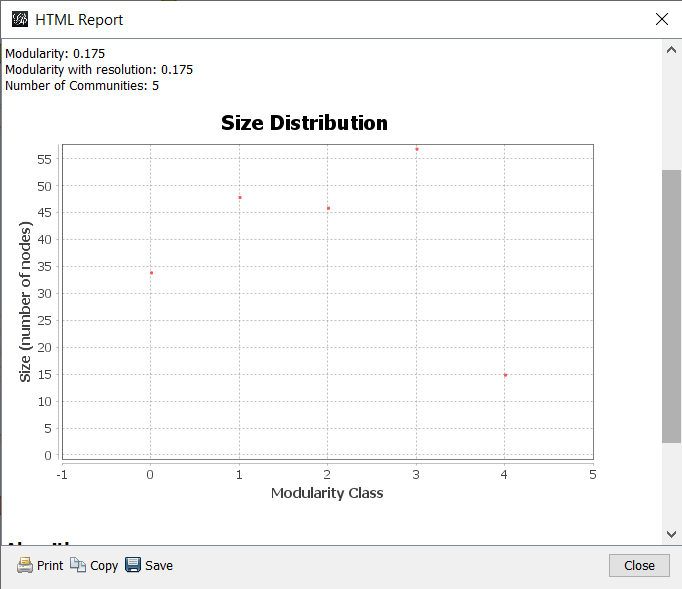 HTML Report
Modularity: 0.175
Modularity with resolution: 0.175
Number of Communities: 5
Size Distribution
Size (number of nodes)
55
50
45
40
35
30
25
20
15
10
5
0
-1 0 1 2 3 4 5
Modularity Class
Print Copy Save Close